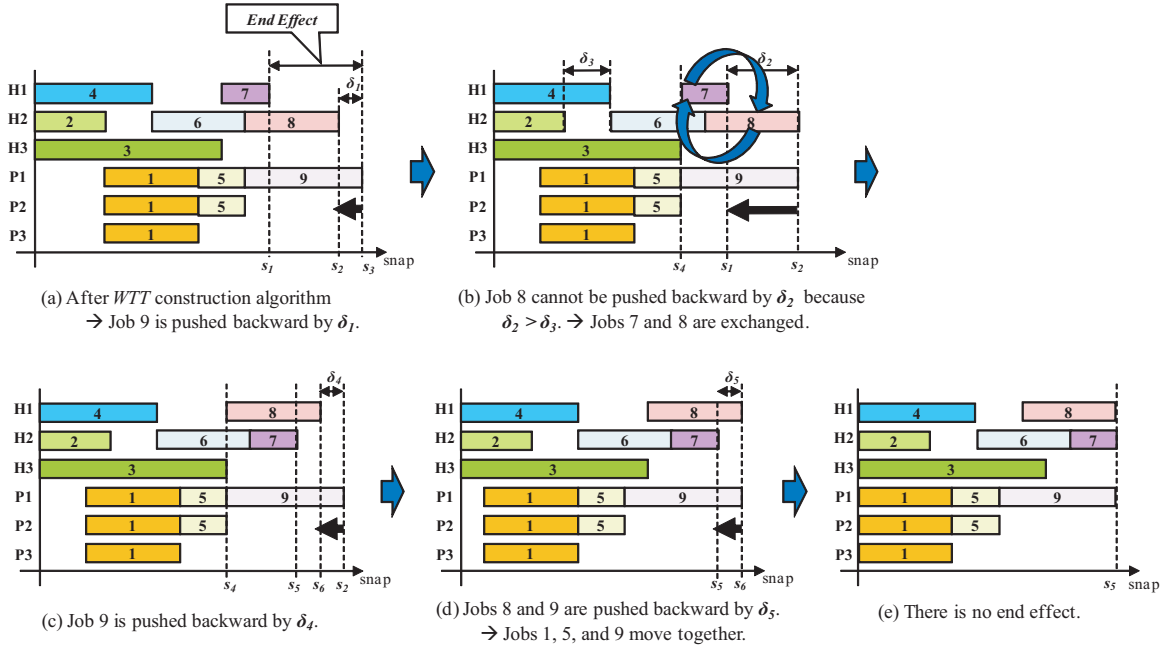 End Effect
δ1
H1
4
7
H2
2
6
8
H3
3
P1
1
5
9
P2
1
5
P3
1
s1
s2
s3
snap
(a) After WTT construction algorithm
→ Job 9 is pushed backward by δ1.
δ3
δ2
H1
4
7
H2
2
6
8
H3
3
P1
1
5
9
P2
1
5
P3
1
s4
s1
s2
snap
(b) Job 8 cannot be pushed backward by δ2 because
δ2 > δ3. → Jobs 7 and 8 are exchanged.
δ4
H1
4
8
H2
2
6
7
H3
3
P1
1
5
9
P2
1
5
P3
1
s4
s5
s6
s2
snap
(c) Job 9 is pushed backward by δ4.
δ5
H1
4
8
H2
2
6
7
H3
3
P1
1
5
9
P2
1
5
P3
1
s5
s6
snap
(d) Jobs 8 and 9 are pushed backward by δ5.
→ Jobs 1, 5, and 9 move together.
H1
4
8
H2
2
6
7
H3
3
P1
1
5
9
P2
1
5
P3
1
s5
snap
(e) There is no end effect.